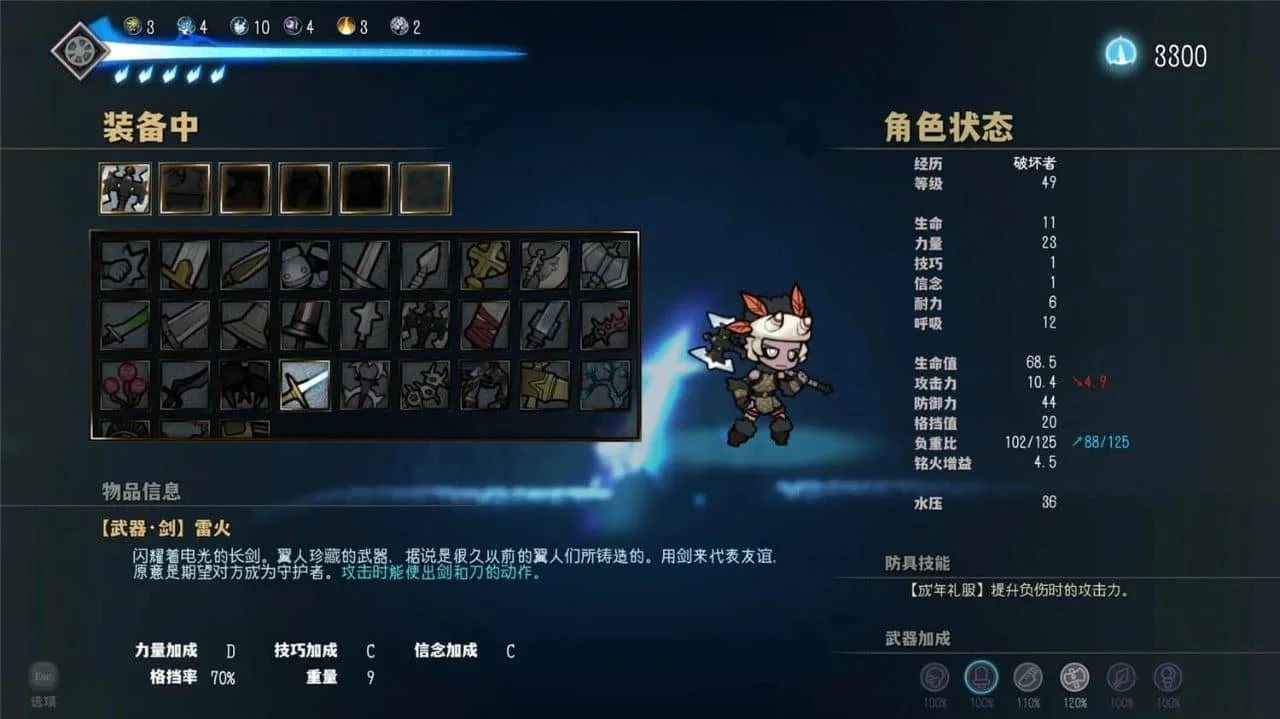 3 4 10 4 3 2
3300
装备中
角色状态
经历 破坏者
等级 49
生命 11
力量 23
技巧 1
信念 1
耐力 6
呼吸 12
生命值 68.5
攻击力 10.4 ↘4.9
防御力 44
格挡值 20
负重比 102/125 ↗88/125
铭火增益 4.5
水压 36
物品信息
【武器·剑】雷火
闪耀着电光的长剑。翼人珍藏的武器，据说是很久以前的翼人们所铸造的。用剑来代表友谊，
原意是期望对方成为守护者。攻击时能使出剑和刀的动作。
防具技能
【成年礼服】提升负伤时的攻击力。
力量加成 D 技巧加成 C 信念加成 C
格挡率 70% 重量 9
武器加成
100% 100% 110% 120% 100% 100%
Esc
选项